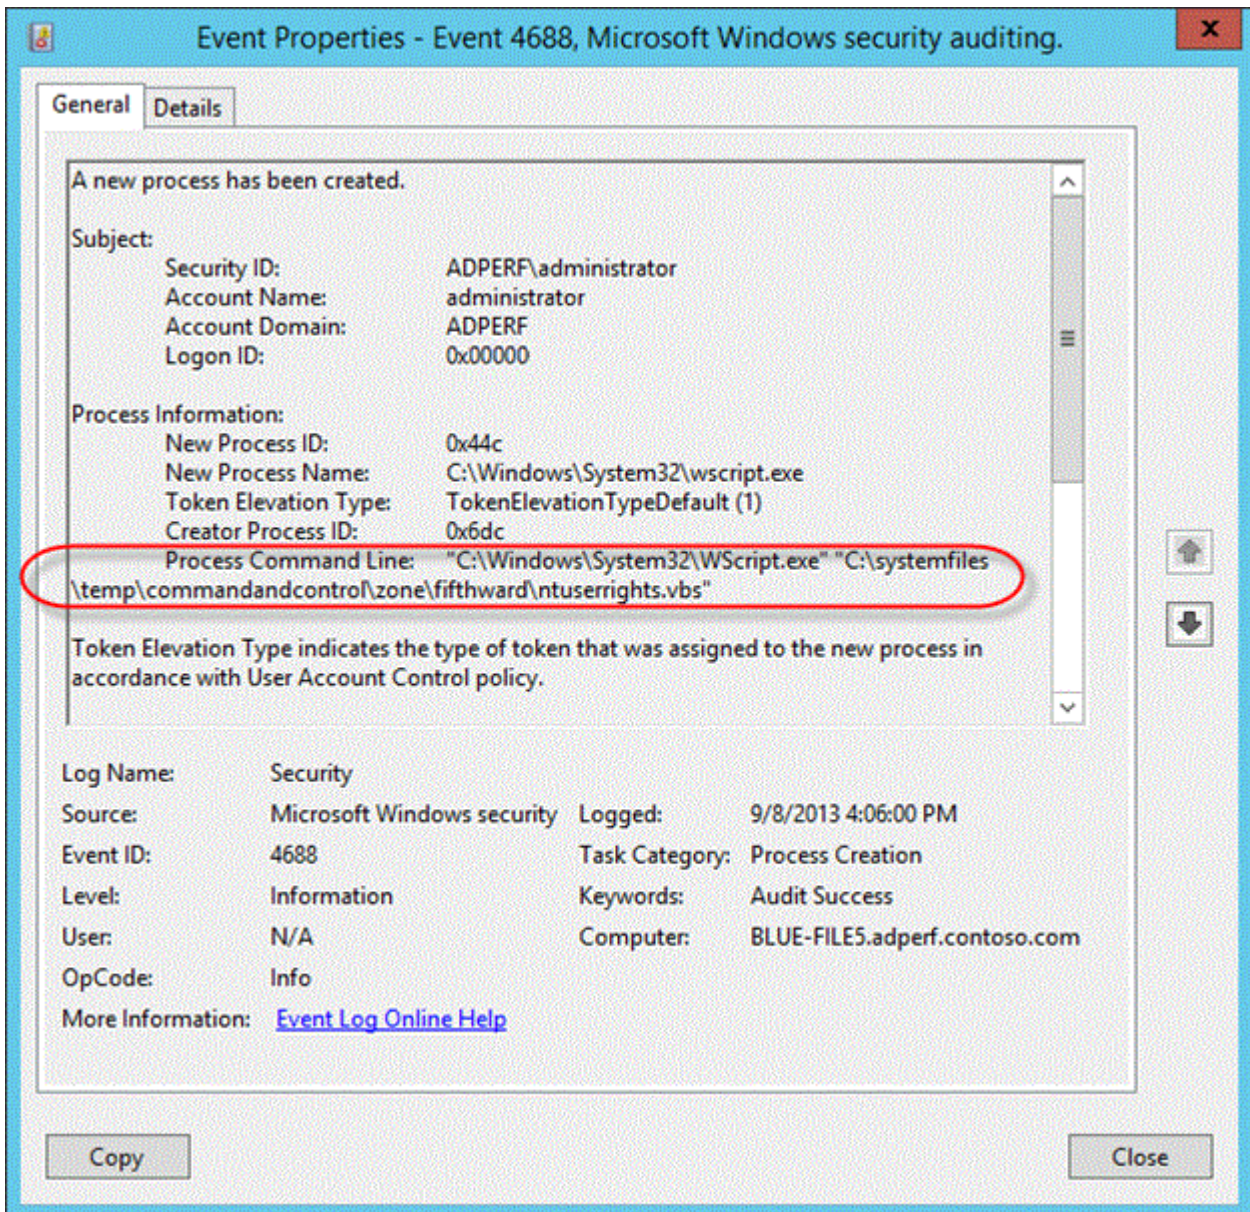 Event Properties - Event 4688, Microsoft Windows security auditing.
x
General Details
A new process has been created.
Subject:
Security ID: ADPERF\administrator
Account Name: administrator
Account Domain: ADPERF
Logon ID: 0x00000
Process Information:
New Process ID: 0x44c
New Process Name: C:\Windows\System32\wscript.exe
Token Elevation Type: TokenElevationTypeDefault (1)
Creator Process ID: 0x6dc
Process Command Line: "C:\Windows\System32\WScript.exe" "C:\systemfiles
\temp\commandandcontrol\zone\fifthward\ntuserrights.vbs"
Token Elevation Type indicates the type of token that was assigned to the new process in
accordance with User Account Control policy.
Log Name: Security
Source: Microsoft Windows security Logged: 9/8/2013 4:06:00 PM
Event ID: 4688 Task Category: Process Creation
Level: Information Keywords: Audit Success
User: N/A Computer: BLUE-FILE5.adperf.contoso.com
OpCode: Info
More Information: Event Log Online Help
Copy Close